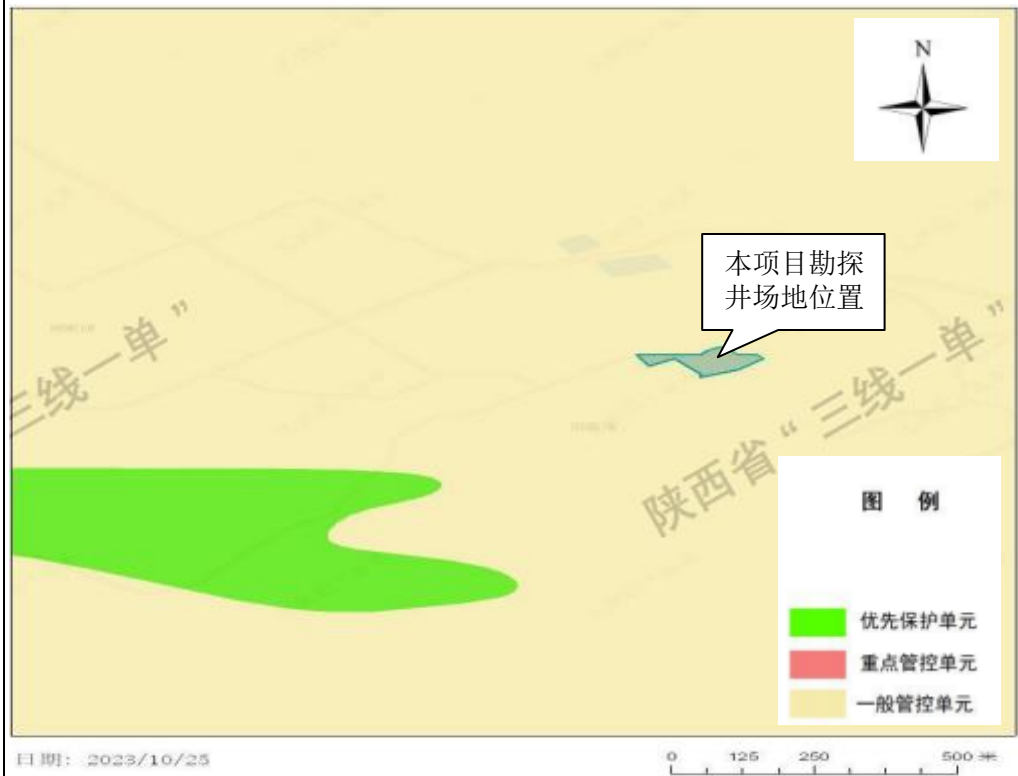 N
本项目勘探
井场地位置
三线一单”
陕西省“三线一单”
图 例
优先保护单元
重点管控单元
一般管控单元
日期: 2023/10/25
0 125 250 500 米